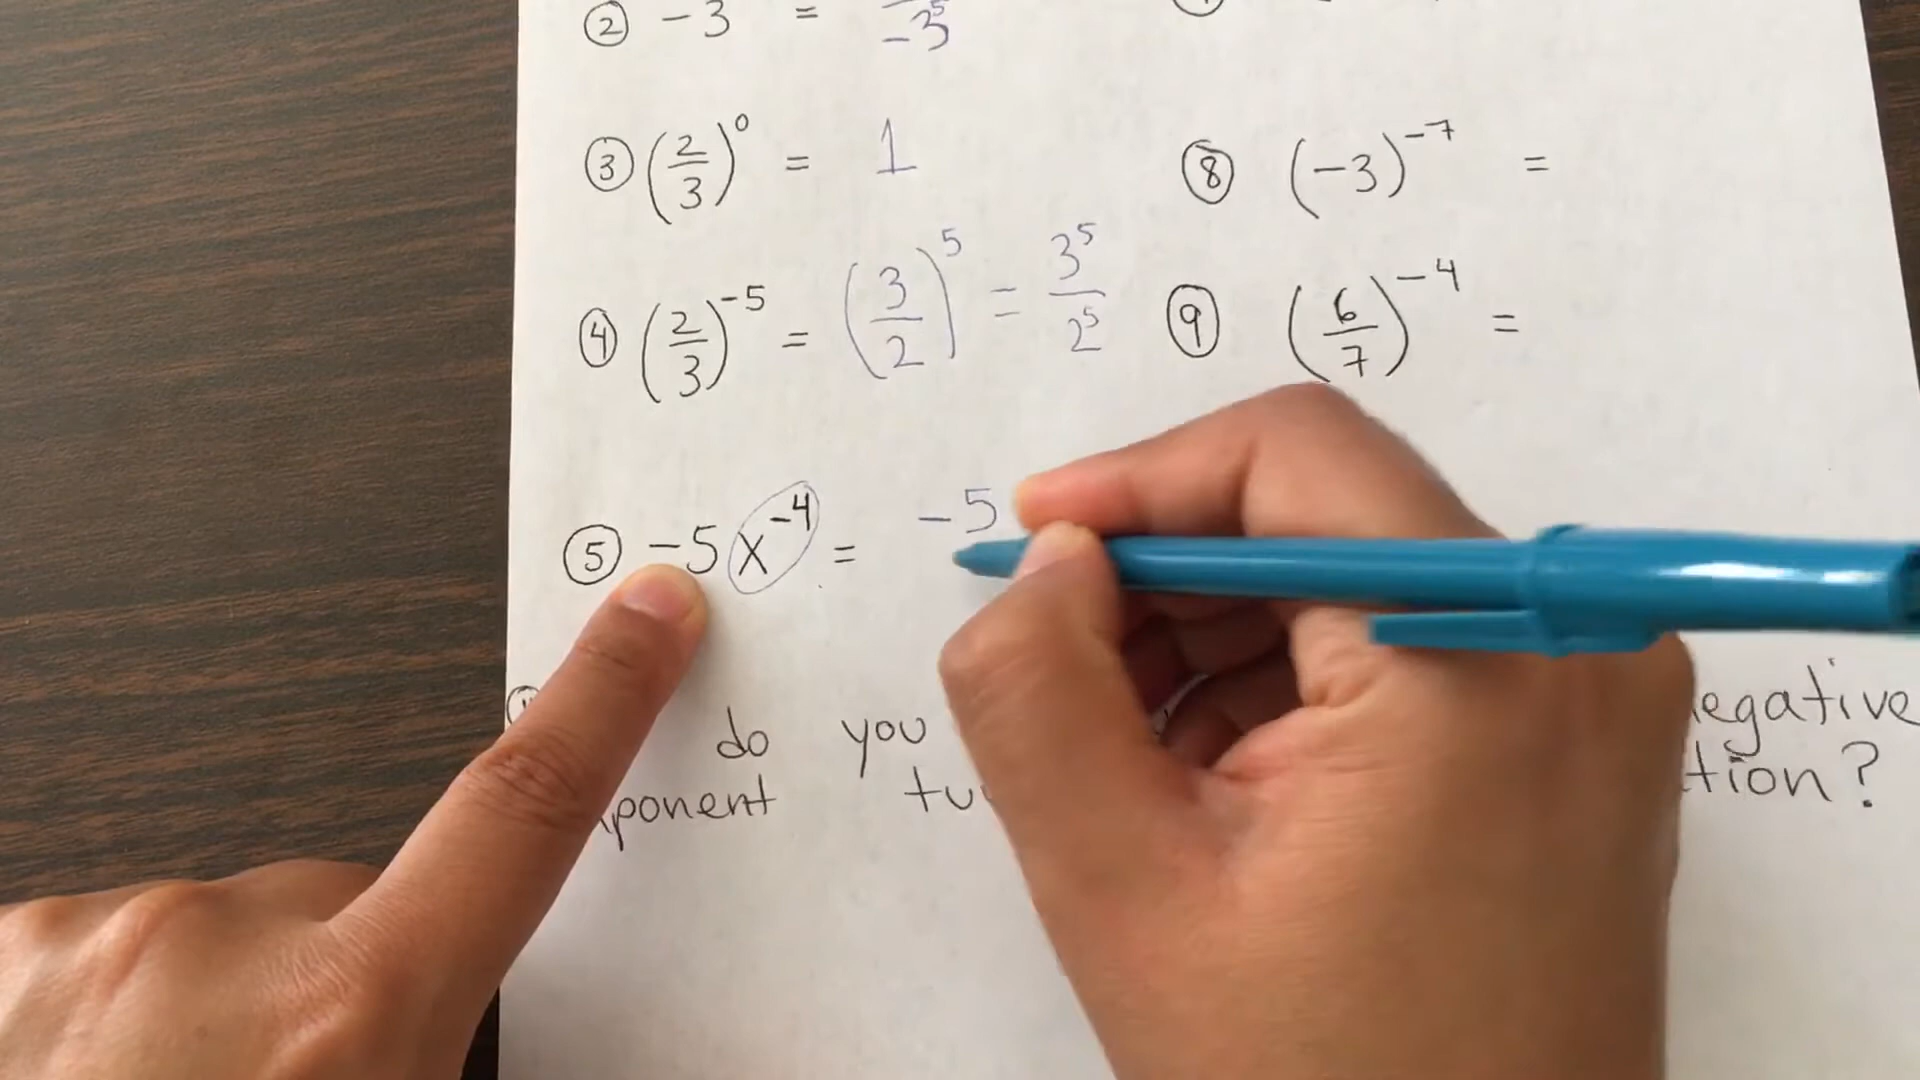 ② -3 = / -3⁵
③ (2/3)⁰ = 1
⑧ (-3)⁻⁷ =
④ (2/3)⁻⁵ = (3/2)⁵ = 3⁵/2⁵
⑨ (6/7)⁻⁴ =
⑤ -5x⁻⁴ = -5
do you egative
ponent tu tion?